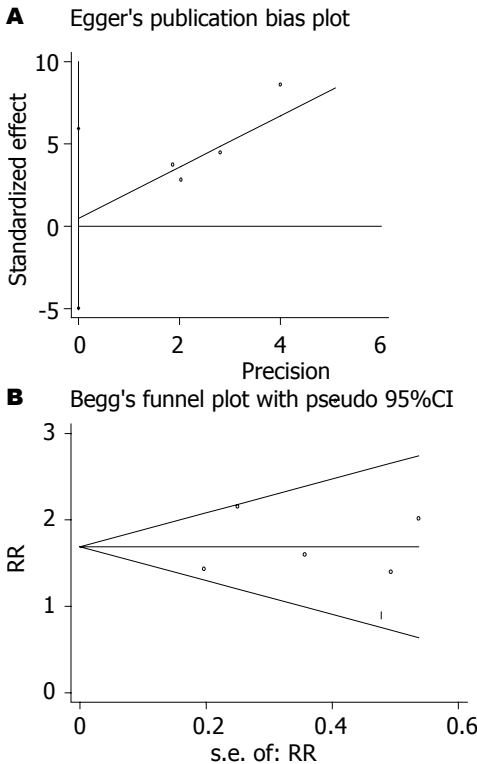 A Egger's publication bias plot
10
5
0
-5
Standardized effect
0 2 4 6
Precision
B Begg's funnel plot with pseudo 95%CI
3
2
1
0
RR
0 0.2 0.4 0.6
s.e. of: RR